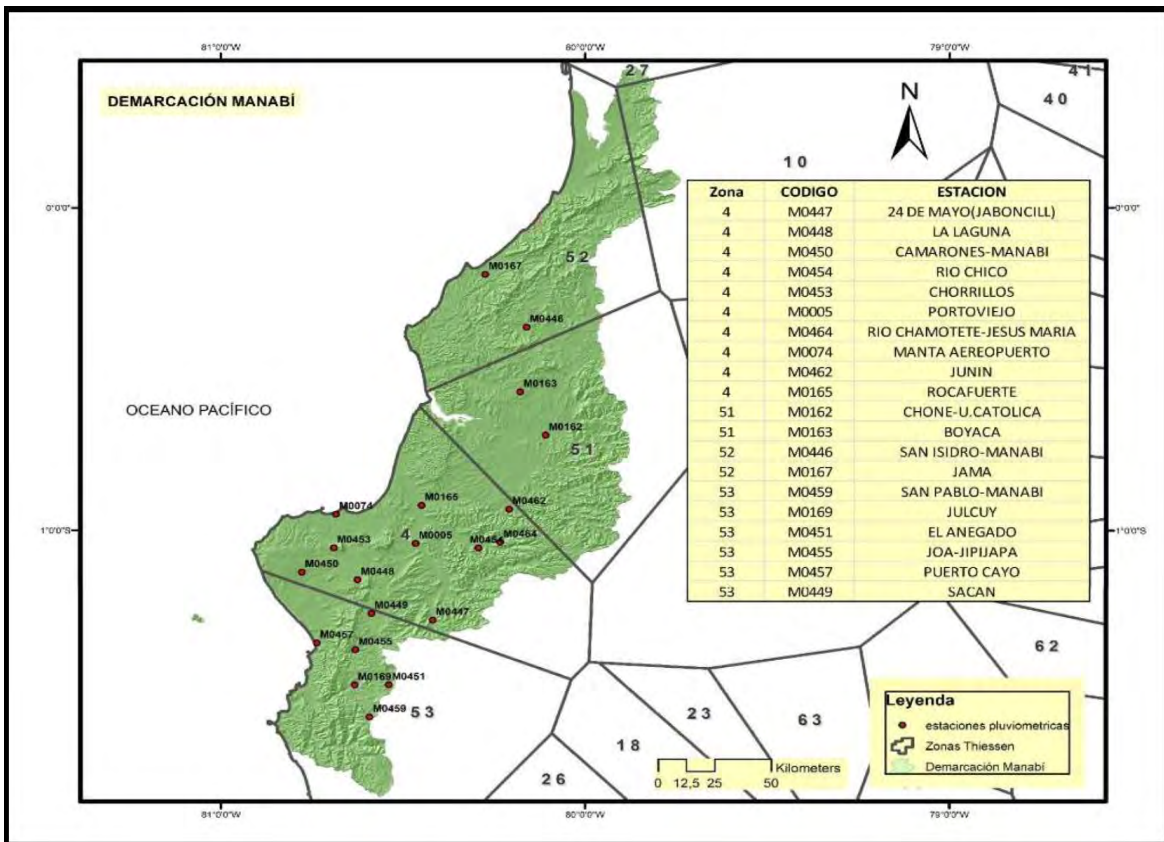 81°0'0"W 80°0'0"W 79°0'0"W
DEMARCACIÓN MANABÍ
27
41
40
N
10
0°0'0" 0°0'0"
Zona CODIGO ESTACION
4 M0447 24 DE MAYO(JABONCILL)
4 M0448 LA LAGUNA
4 M0450 CAMARONES-MANABI
4 M0454 RIO CHICO
4 M0453 CHORRILLOS
4 M0005 PORTOVIEJO
4 M0464 RIO CHAMOTETE-JESUS MARIA
4 M0074 MANTA AEREOPUERTO
4 M0462 JUNIN
4 M0165 ROCAFUERTE
51 M0162 CHONE-U.CATOLICA
51 M0163 BOYACA
52 M0446 SAN ISIDRO-MANABI
52 M0167 JAMA
53 M0459 SAN PABLO-MANABI
53 M0169 JULCUY
53 M0451 EL ANEGADO
53 M0455 JOA-JIPIJAPA
53 M0457 PUERTO CAYO
53 M0449 SACAN
52
M0167
M0446
M0163
OCEANO PACÍFICO
M0162
51
M0165
M0462
M0074
1°0'0"S 1°0'0"S
4
M0005
M0454
M0464
M0453
M0450
M0448
M0449
M0447
M0457
M0455
M0169
M0451
M0459
53
62
23
63
18
26
Kilometers
0 12,5 25 50
Leyenda
estaciones pluviometricas
Zonas Thiessen
Demarcación Manabí
81°0'0"W 80°0'0"W 79°0'0"W